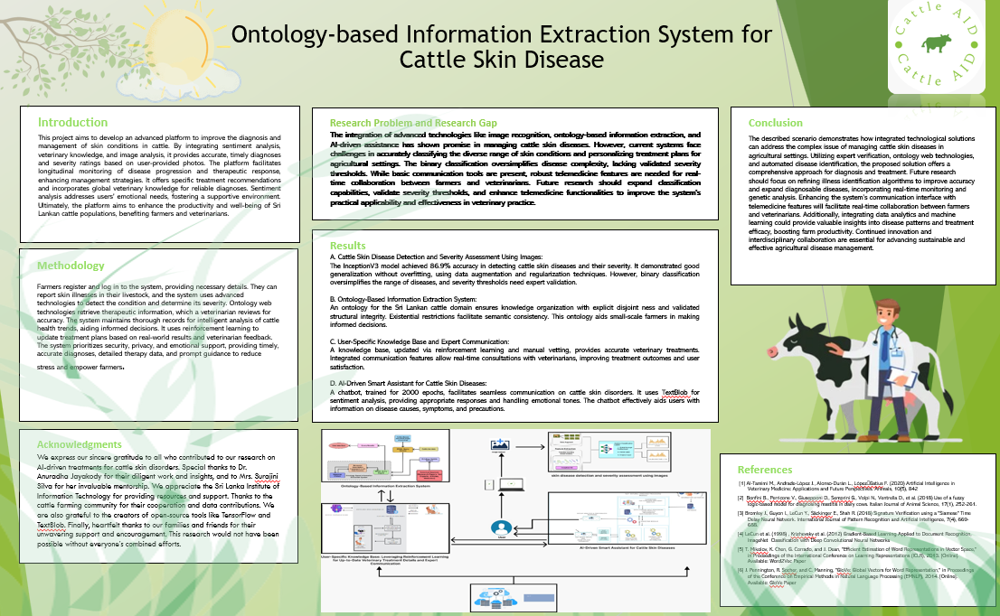 Ontology-based Information Extraction System for
Cattle Skin Disease
Cattle AID
Cattle AID
Introduction
This project aims to develop an advanced platform to improve the diagnosis and
management of skin conditions in cattle. By integrating sentiment analysis,
veterinary knowledge, and image analysis, it provides accurate, timely diagnoses
and severity ratings based on user-provided photos. The platform facilitates
longitudinal monitoring of disease progression and therapeutic response,
enhancing management strategies. It offers specific treatment recommendations
and incorporates global veterinary knowledge for reliable diagnoses. Sentiment
analysis addresses users' emotional needs, fostering a supportive environment.
Ultimately, the platform aims to enhance the productivity and well-being of Sri
Lankan cattle populations, benefiting farmers and veterinarians.
Methodology
Farmers register and log in to the system, providing necessary details. They can
report skin illnesses in their livestock, and the system uses advanced
technologies to detect the condition and determine its severity. Ontology web
technologies retrieve therapeutic information, which a veterinarian reviews for
accuracy. The system maintains thorough records for intelligent analysis of cattle
health trends, aiding informed decisions. It uses reinforcement learning to
update treatment plans based on real-world results and veterinarian feedback.
The system prioritizes security, privacy, and emotional support, providing timely,
accurate diagnoses, detailed therapy data, and prompt guidance to reduce
stress and empower farmers.
Acknowledgments
We express our sincere gratitude to all who contributed to our research on
AI-driven treatments for cattle skin disorders. Special thanks to Dr.
Anuradha Jayakody for their diligent work and insights, and to Mrs. Surajini
Silva for her invaluable mentorship. We appreciate the Sri Lanka Institute of
Information Technology for providing resources and support. Thanks to the
cattle farming community for their cooperation and data contributions. We
are also grateful to the creators of open-source tools like TensorFlow and
TextBlob. Finally, heartfelt thanks to our families and friends for their
unwavering support and encouragement. This research would not have been
possible without everyone's combined efforts.
Research Problem and Research Gap
The integration of advanced technologies like image recognition, ontology-based information extraction, and
AI-driven assistance has shown promise in managing cattle skin diseases. However, current systems face
challenges in accurately classifying the diverse range of skin conditions and personalizing treatment plans for
agricultural settings. The binary classification oversimplifies disease complexity, lacking validated severity
thresholds. While basic communication tools are present, robust telemedicine features are needed for real-
time collaboration between farmers and veterinarians. Future research should expand classification
capabilities, validate severity thresholds, and enhance telemedicine functionalities to improve the system's
practical applicability and effectiveness in veterinary practice.
Results
A. Cattle Skin Disease Detection and Severity Assessment Using Images:
The InceptionV3 model achieved 86.9% accuracy in detecting cattle skin diseases and their severity. It demonstrated good
generalization without overfitting, using data augmentation and regularization techniques. However, binary classification
oversimplifies the range of diseases, and severity thresholds need expert validation.
B. Ontology-Based Information Extraction System:
An ontology for the Sri Lankan cattle domain ensures knowledge organization with explicit disjoint ness and validated
structural integrity. Existential restrictions facilitate semantic consistency. This ontology aids small-scale farmers in making
informed decisions.
C. User-Specific Knowledge Base and Expert Communication:
A knowledge base, updated via reinforcement learning and manual vetting, provides accurate veterinary treatments.
Integrated communication features allow real-time consultations with veterinarians, improving treatment outcomes and user
satisfaction.
D. AI-Driven Smart Assistant for Cattle Skin Diseases:
A chatbot, trained for 2000 epochs, facilitates seamless communication on cattle skin disorders. It uses TextBlob for
sentiment analysis, providing appropriate responses and handling emotional tones. The chatbot effectively aids users with
information on disease causes, symptoms, and precautions.
Ontology-Based Information Extraction System
skin disease detection and severity assessment using images
User-Specific Knowledge Base: Leveraging Reinforcement Learning
for Up-to-Date Veterinary Treatment Details and Expert
Communication
AI-Driven Smart Assistant for Cattle Skin Diseases
Conclusion
The described scenario demonstrates how integrated technological solutions
can address the complex issue of managing cattle skin diseases in
agricultural settings. Utilizing expert verification, ontology web technologies,
and automated disease identification, the proposed solution offers a
comprehensive approach for diagnosis and treatment. Future research
should focus on refining illness identification algorithms to improve accuracy
and expand diagnosable diseases, incorporating real-time monitoring and
genetic analysis. Enhancing the system's communication interface with
telemedicine features will facilitate real-time collaboration between farmers
and veterinarians. Additionally, integrating data analytics and machine
learning could provide valuable insights into disease patterns and treatment
efficacy, boosting farm productivity. Continued innovation and
interdisciplinary collaboration are essential for advancing sustainable and
effective agricultural disease management.
References
[1] Al-Tamimi M., Andrade-López J., Alonso-Durán L., López-Gatius F. (2020) Artificial Intelligence in
Veterinary Medicine: Applications and Future Perspectives. Animals, 10(5), 842
[2] Bonfini B., Perricone V., Giusepponi D., Semprini G., Volpi N., Ventrella D., et al. (2018) Use of a fuzzy
logic-based model for diagnosing mastitis in dairy cows. Italian Journal of Animal Science, 17(1), 252-261.
[3] Bromley J., Guyon I., LeCun Y., Säckinger E., Shah R. (2018) Signature Verification using a "Siamese" Time
Delay Neural Network. International Journal of Pattern Recognition and Artificial Intelligence, 7(4), 669-
688.
[4] LeCun et al. (1998) , Krizhevsky et al. (2012) Gradient-Based Learning Applied to Document Recognition.
ImageNet Classification with Deep Convolutional Neural Networks
[5] T. Mikolov, K. Chen, G. Corrado, and J. Dean, "Efficient Estimation of Word Representations in Vector Space,"
in Proceedings of the International Conference on Learning Representations (ICLR), 2013. [Online].
Available: Word2Vec Paper
[6] J. Pennington, R. Socher, and C. Manning, "GloVe: Global Vectors for Word Representation," in Proceedings
of the Conference on Empirical Methods in Natural Language Processing (EMNLP), 2014. [Online].
Available: GloVe Paper